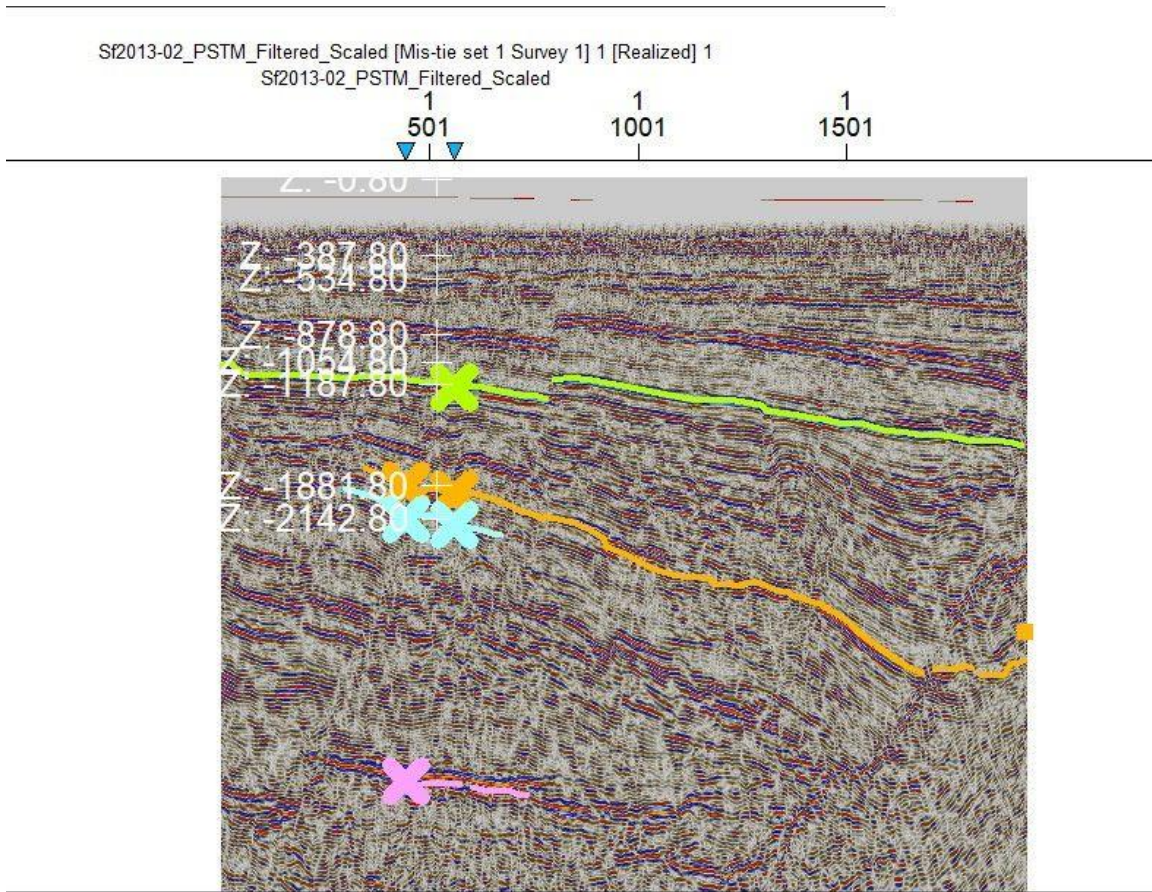 Sf2013-02_PSTM_Filtered_Scaled [Mis-tie set 1 Survey 1] 1 [Realized] 1
Sf2013-02_PSTM_Filtered_Scaled
1 1 1
501 1001 1501
Z: -0.80
Z: -387.80
Z: -534.80
Z: -878.80
Z: -1054.80
Z: -1187.80
Z: -1881.80
Z: -2142.80